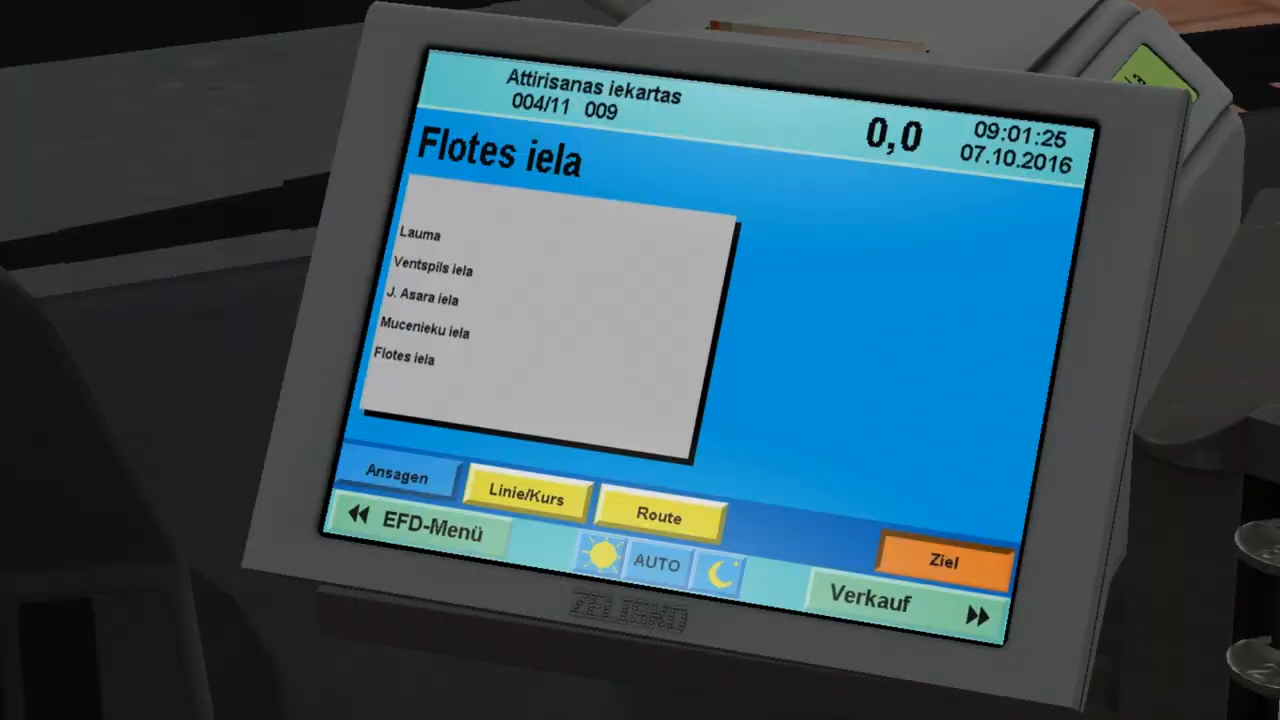 Attirisanas iekartas
004/11 009
0,0
09:01:25
07.10.2016
Flotes iela
Lauma
Ventspils iela
J. Asara iela
Mucenieku iela
Flotes iela
Ansagen
Linie/Kurs
Route
Ziel
EFD-Menü
AUTO
Verkauf
ZELISKO